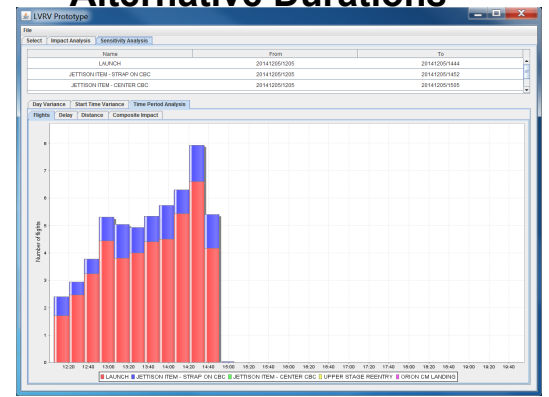 Alternative Durations
LVRV Prototype
File
Select Impact Analysis Sensitivity Analysis
Name From To
LAUNCH 20141205/1205 20141205/1444
JETTISON ITEM - STRAP ON CBC 20141205/1205 20141205/1452
JETTISON ITEM - CENTER CBC 20141205/1205 20141205/1505
Day Variance Start Time Variance Time Period Analysis
Flights Delay Distance Composite Impact
8
7
6
5
4
3
2
1
0
Number of flights
12:20 12:40 13:00 13:20 13:40 14:00 14:20 14:40 15:00 15:20 15:40 16:00 16:20 16:40 17:00 17:20 17:40 18:00 18:20 18:40 19:00 19:20 19:40
LAUNCH JETTISON ITEM - STRAP ON CBC JETTISON ITEM - CENTER CBC UPPER STAGE REENTRY ORION CM LANDING